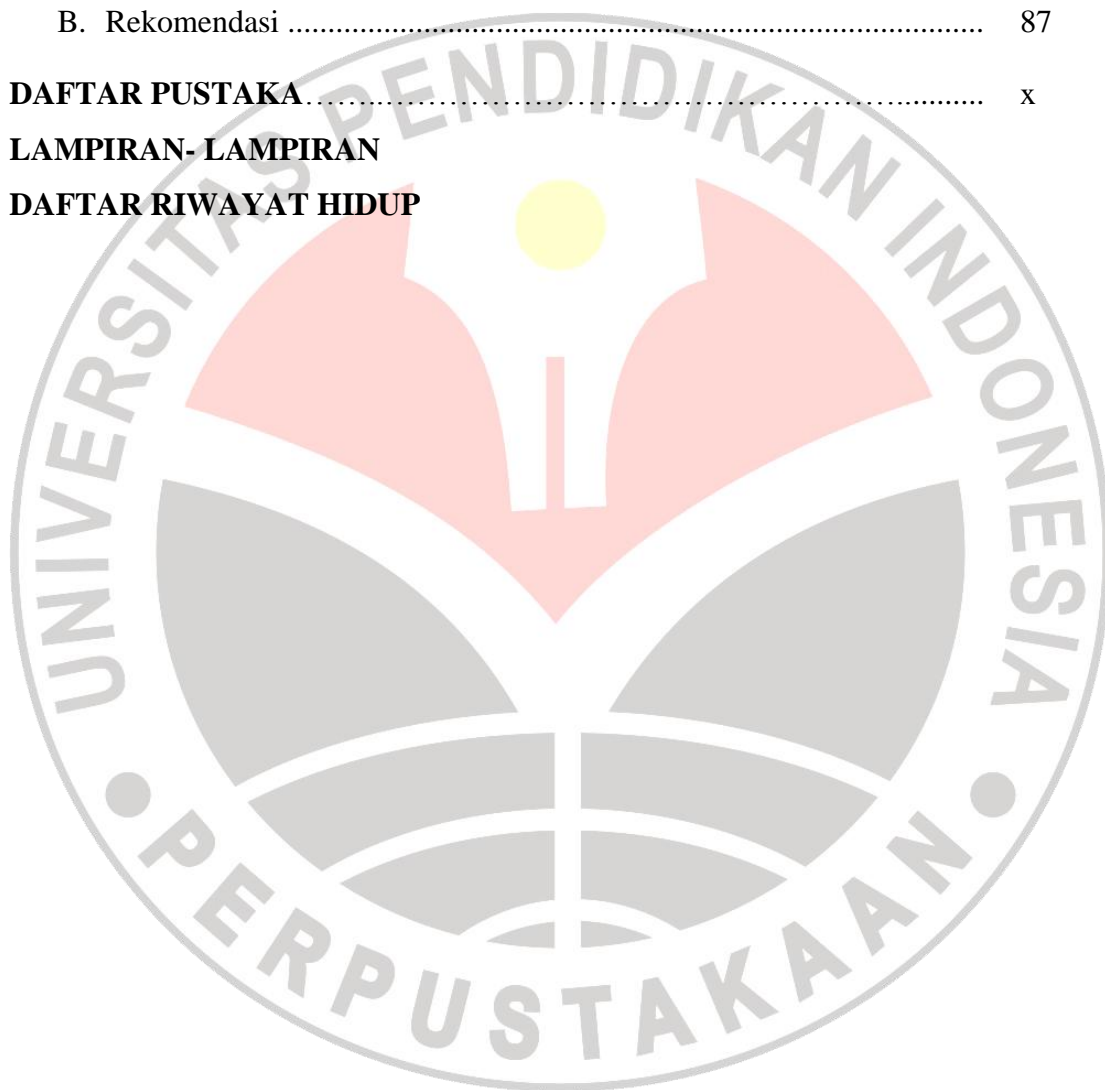 B. Rekomendasi ........................................................................................ 87
DAFTAR PUSTAKA……..……………………………………………….......... x
LAMPIRAN- LAMPIRAN
DAFTAR RIWAYAT HIDUP
UNIVERSITAS PENDIDIKAN INDONESIA
PERPUSTAKAAN